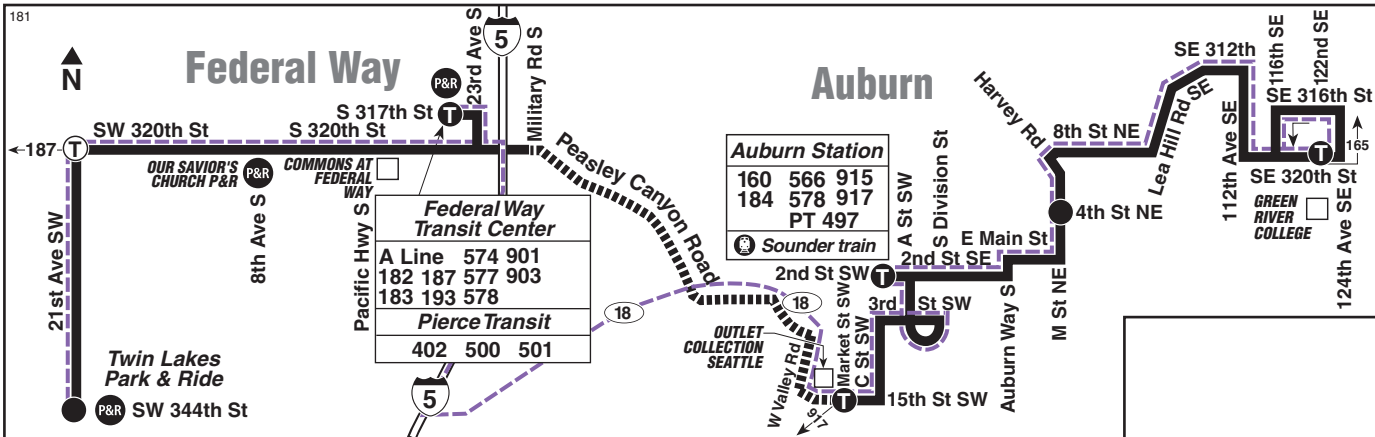 181
N
Federal Way
Auburn
5
P&R
23rd Ave S
Military Rd S
S 317th St
T
SW 320th St
S 320th St
187
T
OUR SAVIOR'S
CHURCH P&R
P&R
COMMONS AT
FEDERAL
WAY
8th Ave S
Pacific Hwy S
21st Ave SW
Twin Lakes
Park & Ride
P&R
SW 344th St
Federal Way
Transit Center
A Line 574 901
182 187 577 903
183 193 578
Pierce Transit
402 500 501
5
Peasley Canyon Road
18
18
OUTLET
COLLECTION
SEATTLE
W Valley Rd
Market St SW
C St SW
917
T
15th St SW
Auburn Station
160 566 915
184 578 917
PT 497
Sounder train
A St SW
S Division St
2nd St SW
T
2nd St SE
E Main St
3rd St SW
Auburn Way S
M St NE
4th St NE
Harvey Rd
8th St NE
Lea Hill Rd SE
SE 312th
112th Ave SE
116th SE
122nd SE
SE 316th St
165
T
SE 320th St
GREEN
RIVER
COLLEGE
124th Ave SE